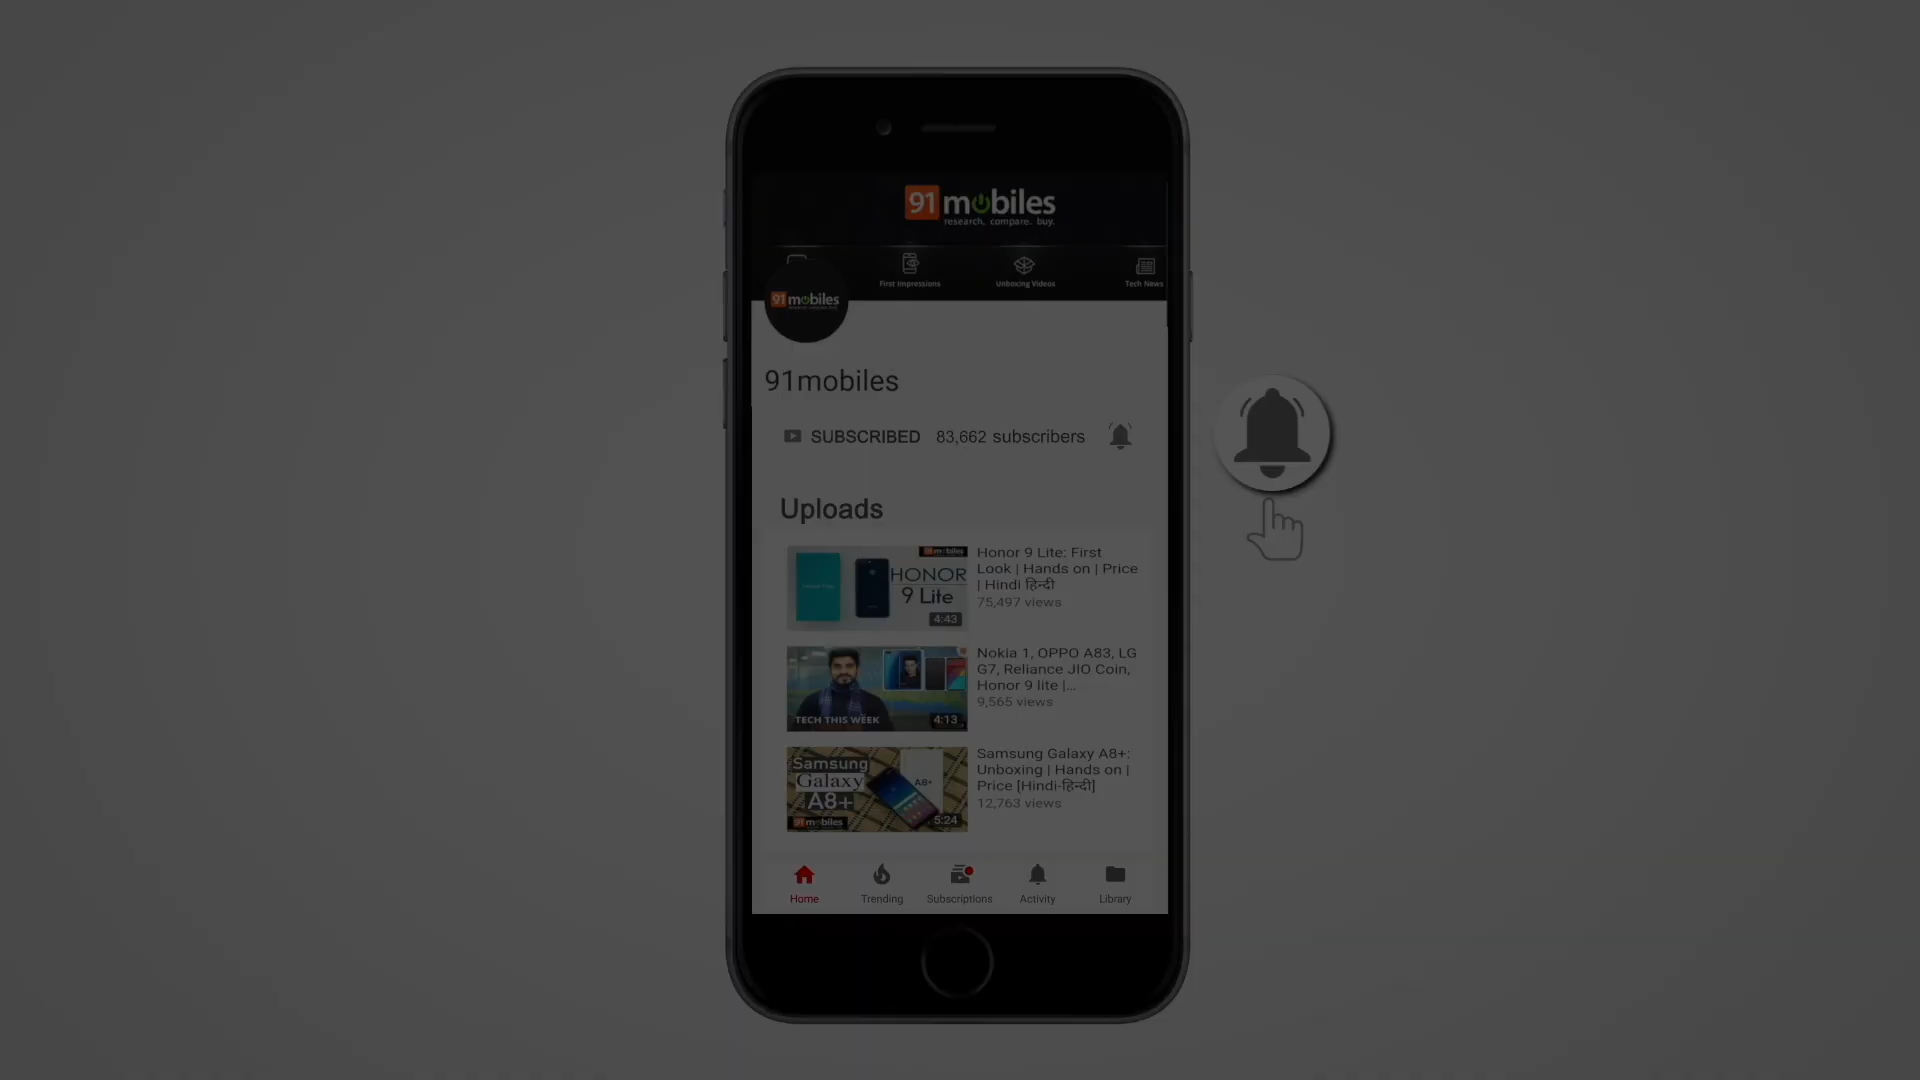 91mobiles
research. compare. buy.
First Impressions
Unboxing Videos
Tech News
91mobiles
91mobiles
SUBSCRIBED 83,662 subscribers
Uploads
91mobiles
HONOR
9 Lite
4:43
Honor 9 Lite: First
Look | Hands on | Price
| Hindi हिन्दी
75,497 views
TECH THIS WEEK
4:13
Nokia 1, OPPO A83, LG
G7, Reliance JIO Coin,
Honor 9 lite |...
9,565 views
Samsung
Galaxy
A8+
A8+
91mobiles
5:24
Samsung Galaxy A8+:
Unboxing | Hands on |
Price [Hindi-हिन्दी]
12,763 views
Home
Trending
Subscriptions
Activity
Library